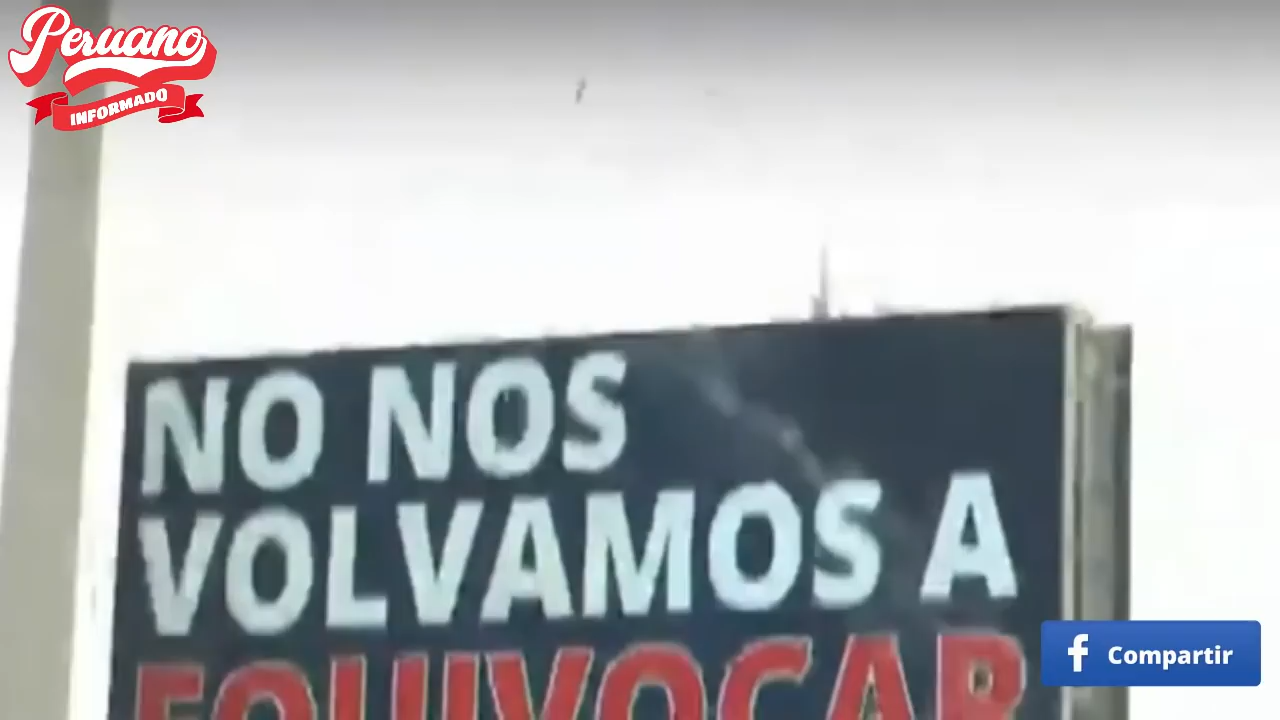 Peruano
INFORMADO
NO NOS
VOLVAMOS A
EQUIVOCAR
Compartir